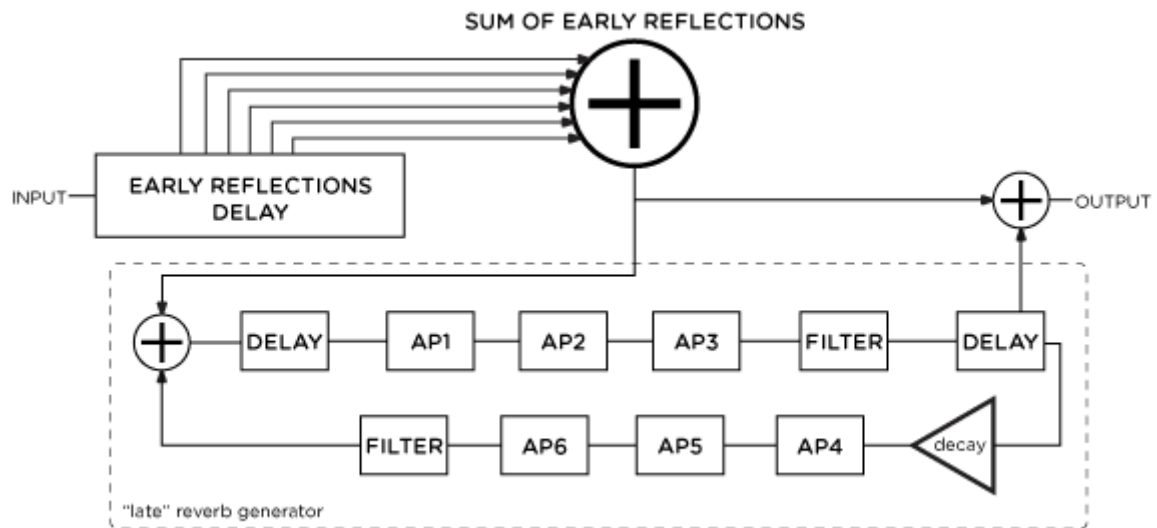 SUM OF EARLY REFLECTIONS
INPUT
EARLY REFLECTIONS
DELAY
OUTPUT
DELAY
AP1
AP2
AP3
FILTER
DELAY
FILTER
AP6
AP5
AP4
decay
"late" reverb generator